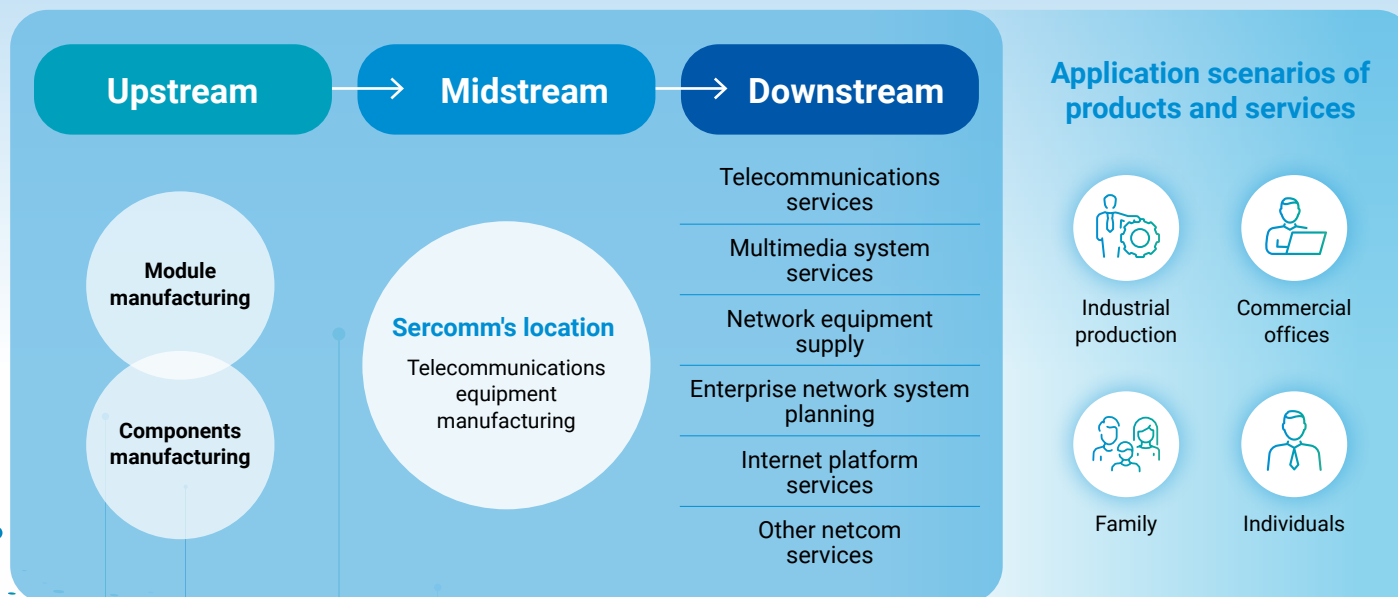 Upstream
Midstream
Downstream
Application scenarios of
products and services
Module
manufacturing
Components
manufacturing
Sercomm's location
Telecommunications
equipment
manufacturing
Telecommunications
services
Multimedia system
services
Network equipment
supply
Enterprise network system
planning
Internet platform
services
Other netcom
services
Industrial
production
Commercial
offices
Family
Individuals